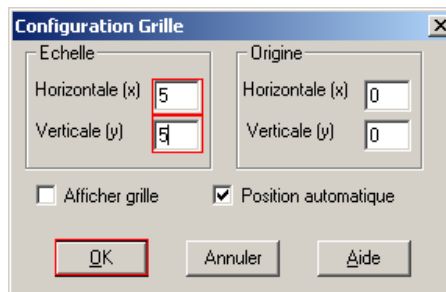 Configuration Grille
Echelle
Horizontale (x) 5
Verticale (y) 5
Origine
Horizontale (x) 0
Verticale (y) 0
Afficher grille
Position automatique
OK
Annuler
Aide